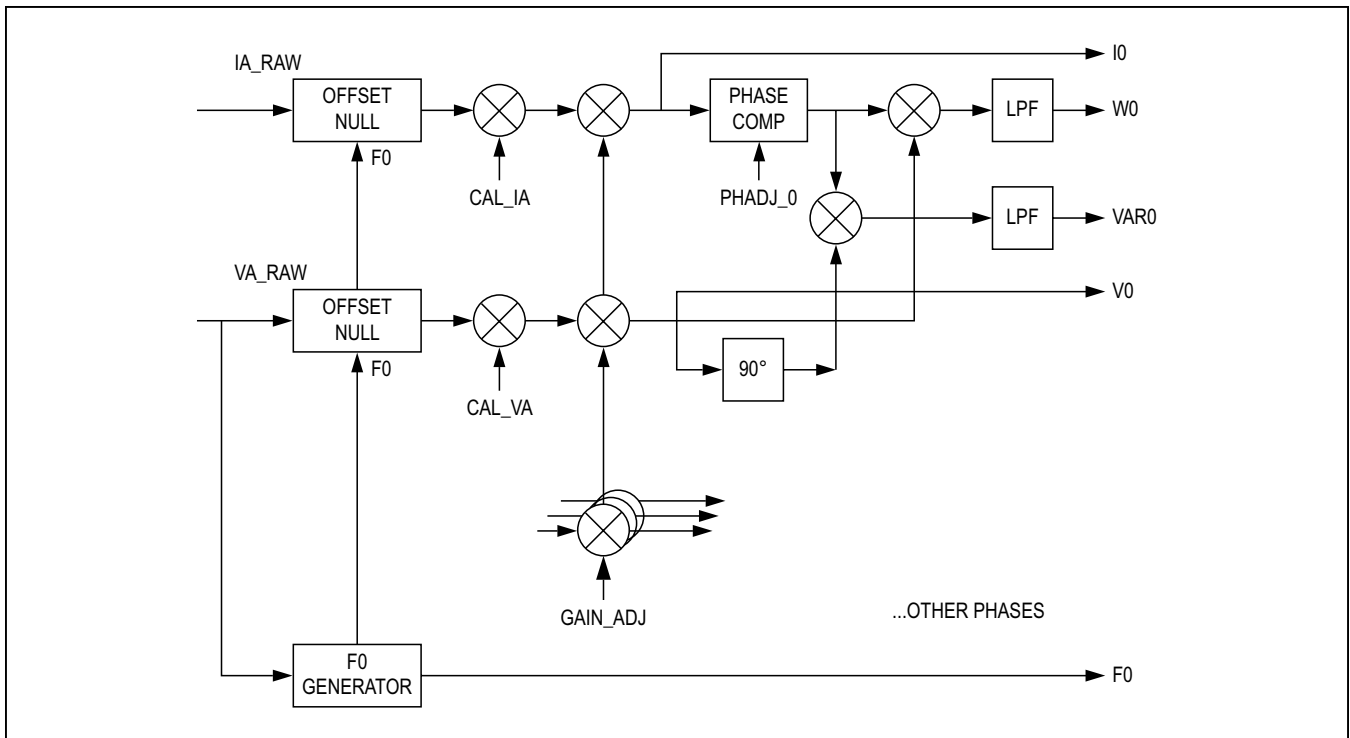 I0
IA_RAW
OFFSET
NULL
PHASE
COMP
LPF
W0
F0
CAL_IA
PHADJ_0
LPF
VAR0
VA_RAW
V0
OFFSET
NULL
F0
90°
CAL_VA
GAIN_ADJ
...OTHER PHASES
F0
GENERATOR
F0